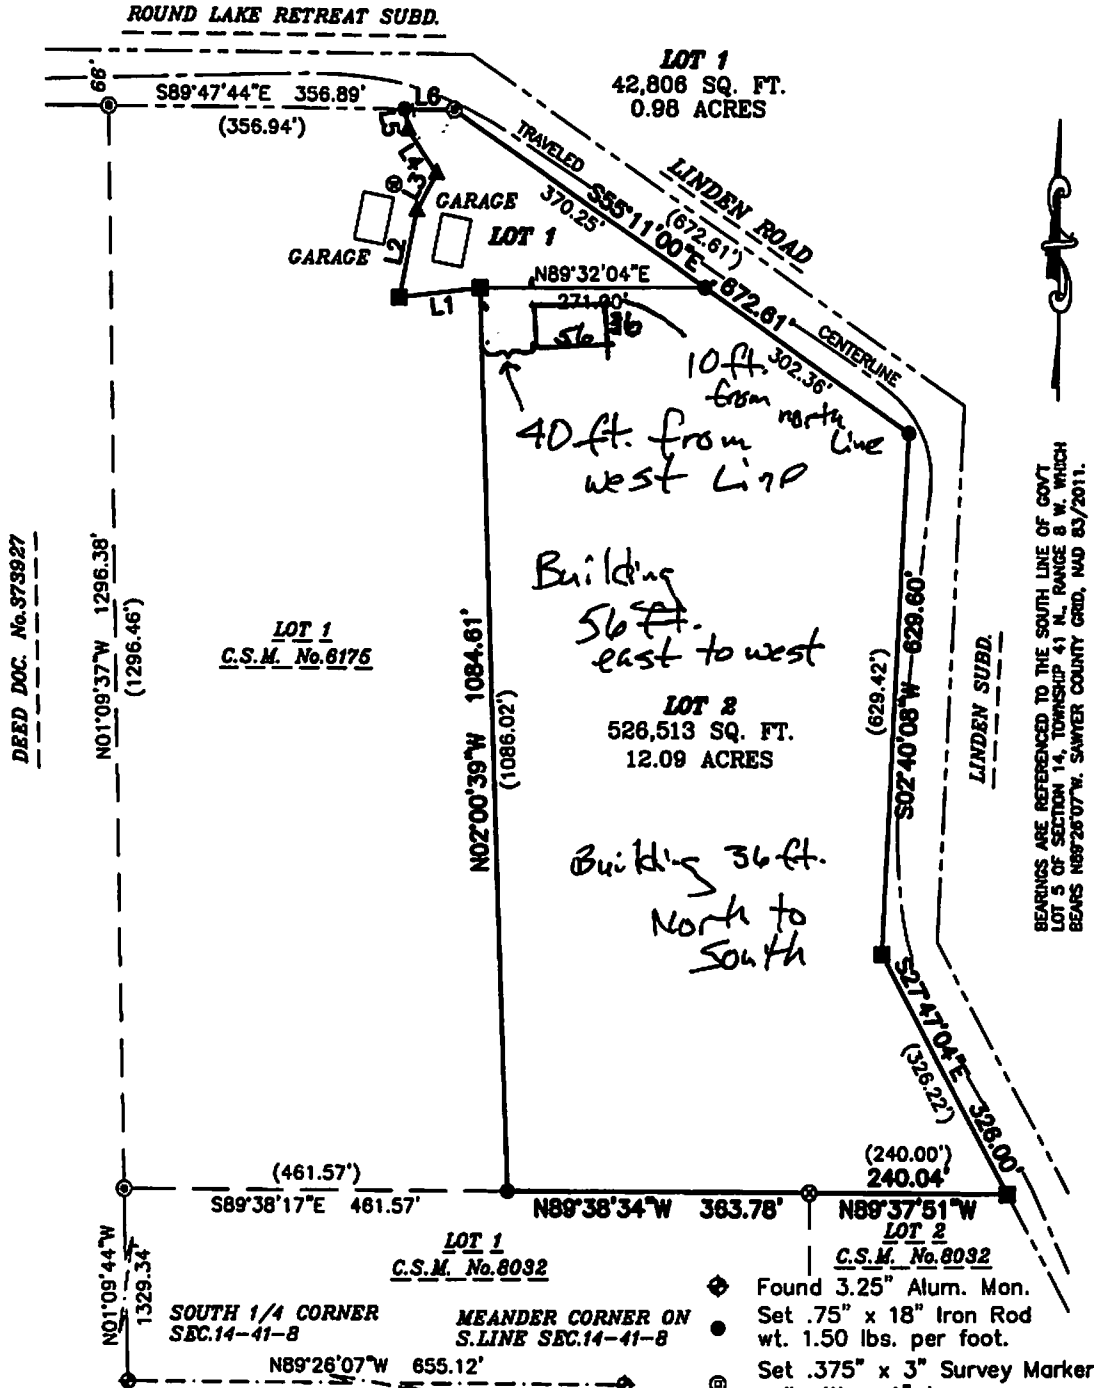 ROUND LAKE RETREAT SUBD.
LOT 1
42,806 SQ. FT.
0.98 ACRES
66'
S89°47'44"E 356.89'
(356.94')
L6
L5
L4
L3
L2
L1
GARAGE
GARAGE
LOT 1
TRAVELED
CENTERLINE
LINDEN ROAD
S55°11'00"E 672.61'
(672.61')
370.25'
302.36'
N89°32'04"E
271.90'
56
36
10 ft.
from north
Line
40 ft. from
west Line
Building
56 ft.
east to west
DEED DOC. No.373927
N01°09'37"W 1296.38'
(1296.46')
LOT 1
C.S.M. No.6175
N02°00'39"W 1084.61'
(1086.02')
LOT 2
526,513 SQ. FT.
12.09 ACRES
(629.42')
S02°40'08"W 629.60'
LINDEN SUBD.
BEARINGS ARE REFERENCED TO THE SOUTH LINE OF GOV'T
LOT 5 OF SECTION 14, TOWNSHIP 41 N., RANGE 8 W. WHICH
BEARS N89°26'07"W. SAWYER COUNTY GRID, NAD 83/2011.
Building 36 ft.
North to
South
S27°47'04"E 326.00'
(326.22')
(461.57')
S89°38'17"E 461.57'
N89°38'34"W 363.78'
(240.00')
240.04'
N89°37'51"W
LOT 1
C.S.M. No.8032
LOT 2
C.S.M. No.8032
N01°09'44"W
1329.34'
SOUTH 1/4 CORNER
SEC.14-41-8
MEANDER CORNER ON
S.LINE SEC.14-41-8
N89°26'07"W 655.12'
Found 3.25" Alum. Mon.
Set .75" x 18" Iron Rod
wt. 1.50 lbs. per foot.
Set .375" x 3" Survey Marker